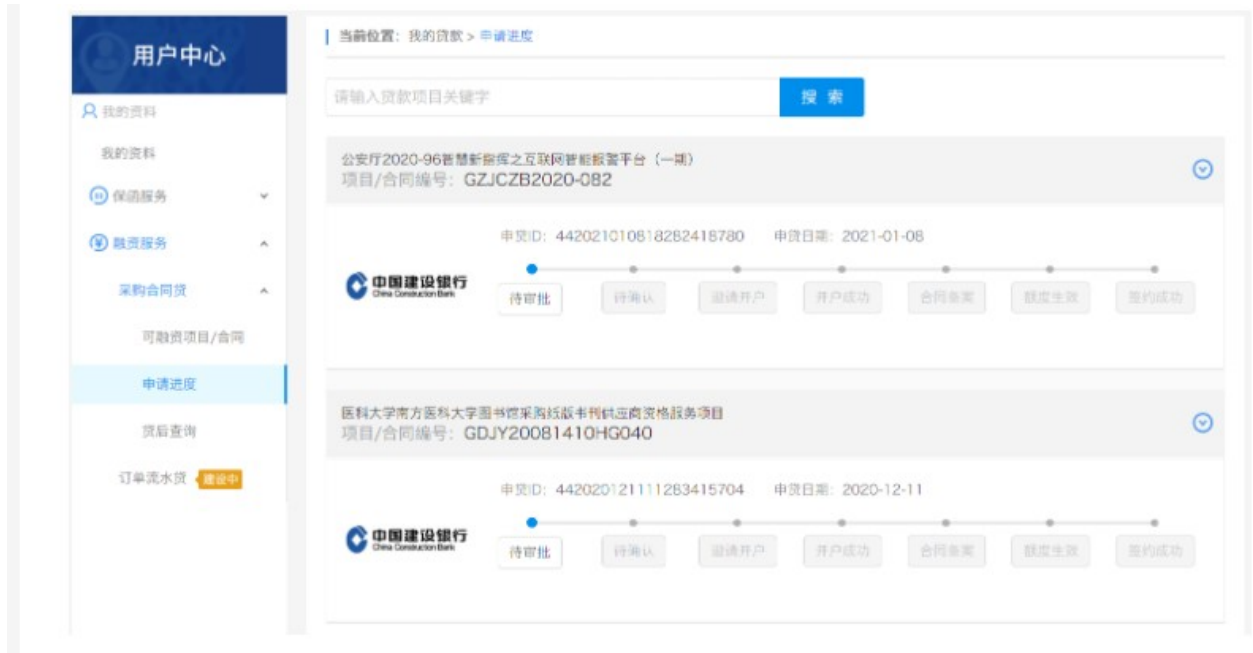 用户中心
我的资料
我的资料
保函服务
融资服务
采购合同贷
可融资项目/合同
申请进度
贷后查询
订单流水贷 建设中
当前位置：我的贷款 > 申请进度
请输入贷款项目关键字
搜索
公安厅2020-96智慧新指挥之互联网智能报警平台（一期）
项目/合同编号：GZJCZB2020-082
申贷ID：4420210108182824187​80 申贷日期：2021-01-08
中国建设银行
China Construction Bank
待审批 待确认 邀请开户 开户成功 合同备案 额度生效 签约成功
医科大学南方医科大学图书馆采购纸版书刊供应商资格服务项目
项目/合同编号：GDJY20081410HG040
申贷ID：44202012111128341​5704 申贷日期：2020-12-11
中国建设银行
China Construction Bank
待审批 待确认 邀请开户 开户成功 合同备案 额度生效 签约成功